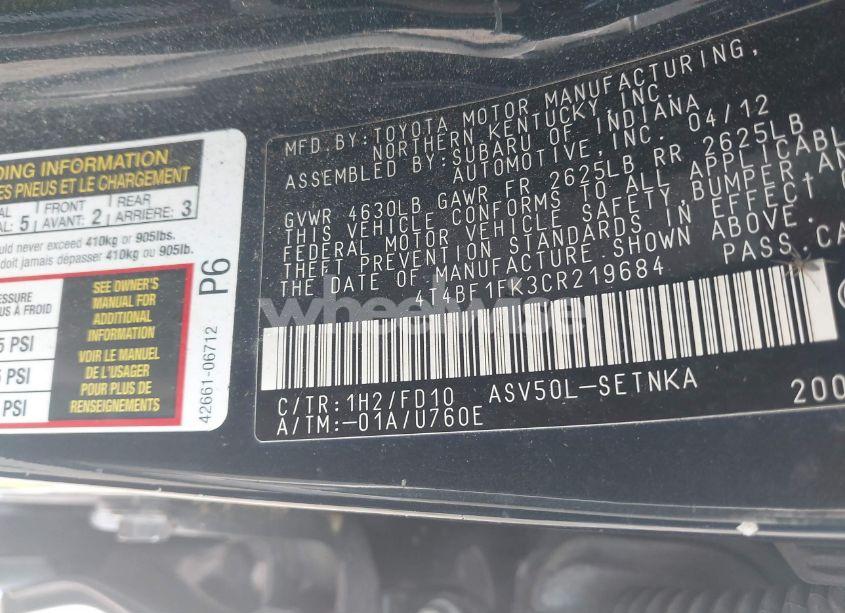 DING INFORMATION
ES PNEUS ET LE CHARGEMENT
AL: 5 FRONT AVANT: 2 REAR ARRIÈRE: 3
uld never exceed 410kg or 905lbs.
doit jamais dépasser 410kg ou 905lb.
ESSURE
US À FROID
5 PSI
5 PSI
PSI
SEE OWNER'S
MANUAL FOR
ADDITIONAL
INFORMATION
VOIR LE MANUEL
DE L'USAGER
POUR PLUS DE
RENSEIGNEMENTS
42661-06712 P6
MFD. BY: TOYOTA MOTOR MANUFACTURING,
NORTHERN KENTUCKY, INC.
ASSEMBLED BY: SUBARU OF INDIANA
AUTOMOTIVE, INC. 04/12
GVWR 4630LB GAWR FR 2625LB RR 2625LB
THIS VEHICLE CONFORMS TO ALL APPLICABL
FEDERAL MOTOR VEHICLE SAFETY, BUMPER, AN
THEFT PREVENTION STANDARDS IN EFFECT
THE DATE OF MANUFACTURE SHOWN ABOVE.
4T4BF1FK3CR219684 PASS. CA
wheelwise
C/TR: 1H2/FD10 ASV50L-SETNKA
A/TM:-01A/U760E 200